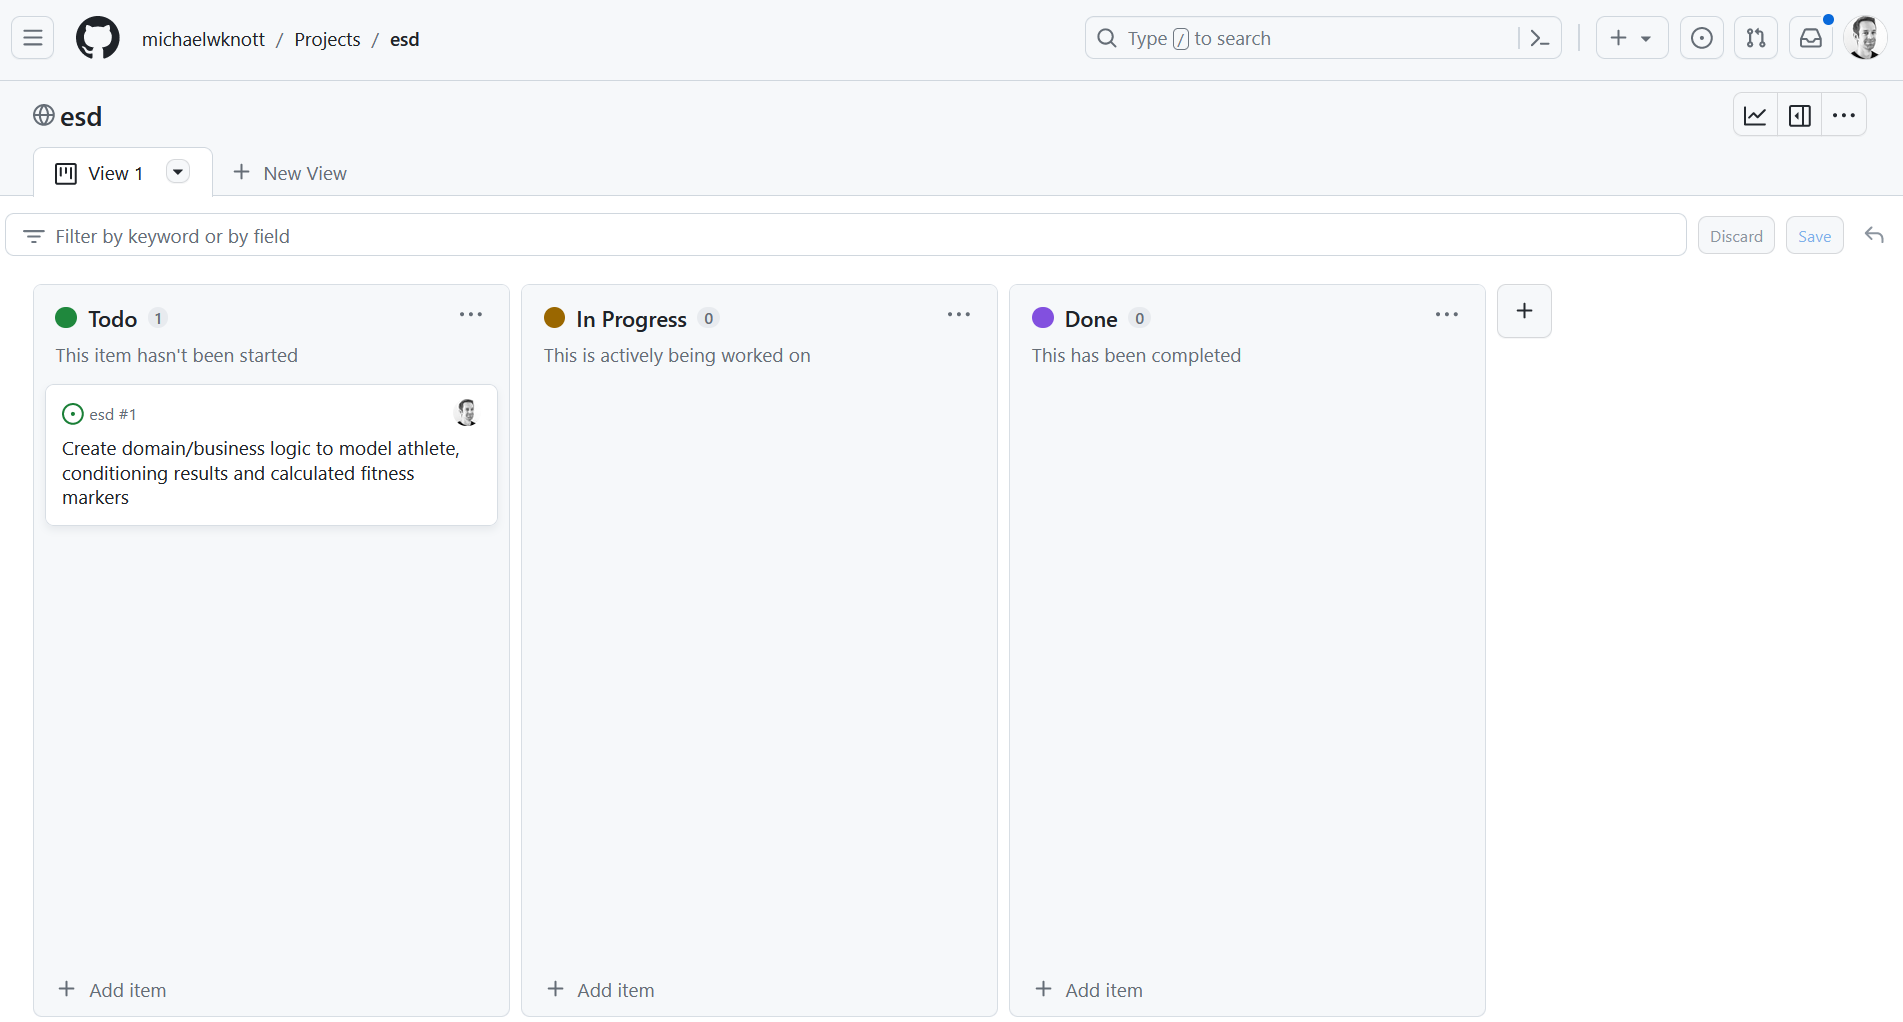 michaelwknott / Projects / esd
Type / to search
esd
View 1
New View
Filter by keyword or by field
Discard
Save
Todo 1
This item hasn't been started
esd #1
Create domain/business logic to model athlete,
conditioning results and calculated fitness
markers
Add item
In Progress 0
This is actively being worked on
Add item
Done 0
This has been completed
Add item